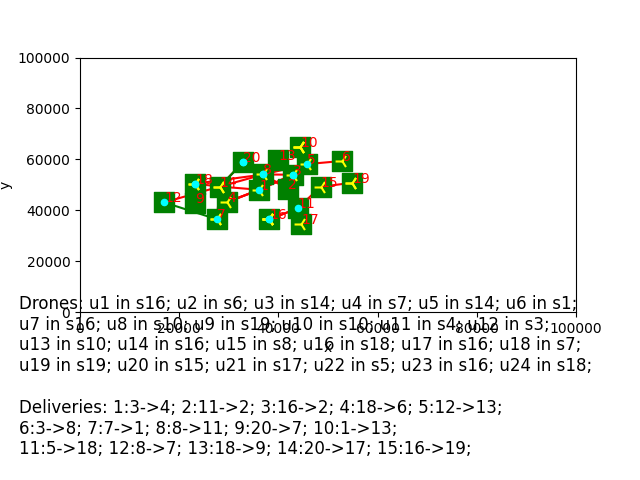 100000
80000
60000
40000
20000
0
y
0 20000 40000 60000 80000 100000
x
Drones: u1 in s16; u2 in s6; u3 in s14; u4 in s7; u5 in s14; u6 in s1;
u7 in s16; u8 in s10; u9 in s19; u10 in s10; u11 in s4; u12 in s3;
u13 in s10; u14 in s16; u15 in s8; u16 in s18; u17 in s16; u18 in s7;
u19 in s19; u20 in s15; u21 in s17; u22 in s5; u23 in s16; u24 in s18;
Deliveries: 1:3->4; 2:11->2; 3:16->2; 4:18->6; 5:12->13;
6:3->8; 7:7->1; 8:8->11; 9:20->7; 10:1->13;
11:5->18; 12:8->7; 13:18->9; 14:20->17; 15:16->19;